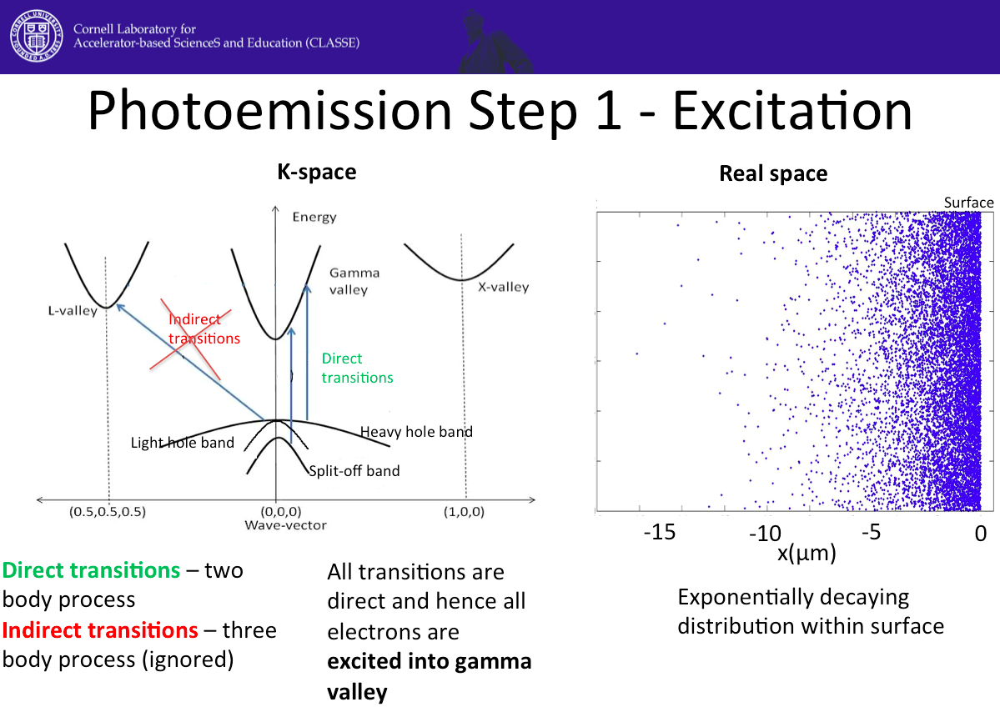 Cornell Laboratory for
Accelerator-based ScienceS and Education (CLASSE)
Photoemission Step 1 - Excitation
K-space
Energy
Gamma
valley
L-valley
X-valley
Indirect
transitions
Direct
transitions
Light hole band
Heavy hole band
Split-off band
(0.5,0.5,0.5)
(0,0,0)
(1,0,0)
Wave-vector
Real space
Surface
-15
-10
-5
0
x(μm)
Direct transitions – two
body process
Indirect transitions – three
body process (ignored)
All transitions are
direct and hence all
electrons are
excited into gamma
valley
Exponentially decaying
distribution within surface